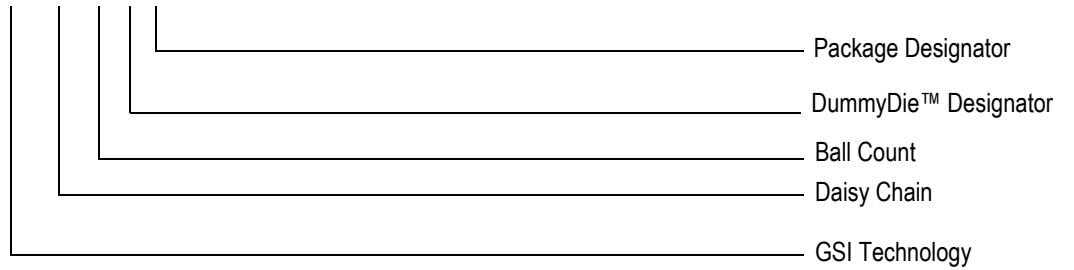 Package Designator
DummyDie™ Designator
Ball Count
Daisy Chain
GSI Technology